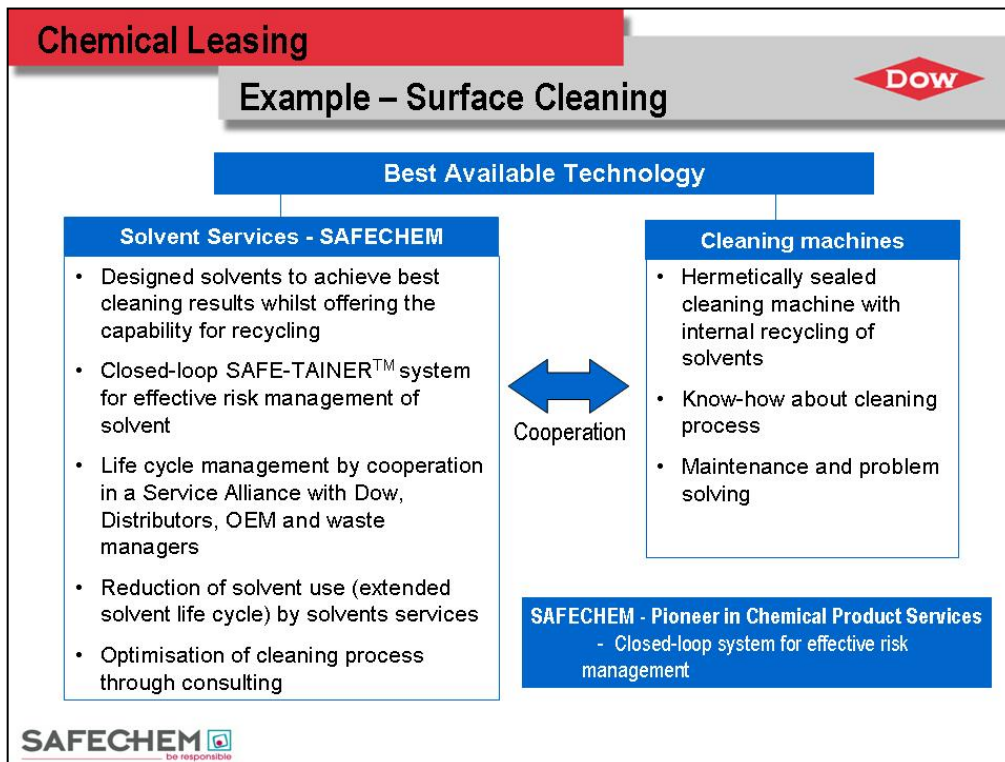 Chemical Leasing
Example – Surface Cleaning
DOW
Best Available Technology
Solvent Services - SAFECHEM
• Designed solvents to achieve best
cleaning results whilst offering the
capability for recycling
• Closed-loop SAFE-TAINER™ system
for effective risk management of
solvent
• Life cycle management by cooperation
in a Service Alliance with Dow,
Distributors, OEM and waste
managers
• Reduction of solvent use (extended
solvent life cycle) by solvents services
• Optimisation of cleaning process
through consulting
Cooperation
Cleaning machines
• Hermetically sealed
cleaning machine with
internal recycling of
solvents
• Know-how about cleaning
process
• Maintenance and problem
solving
SAFECHEM - Pioneer in Chemical Product Services
- Closed-loop system for effective risk
management
SAFECHEM
be responsible